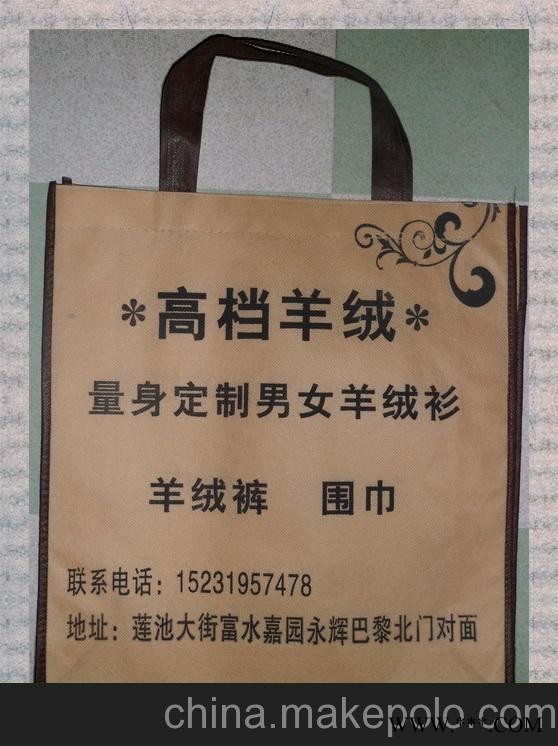 *高档羊绒*
量身定制男女羊绒衫
羊绒裤 围巾
联系电话：15231957478
地址：莲池大街富水嘉园永辉巴黎北门对面
china.makepolo.com
WWW.***.COM